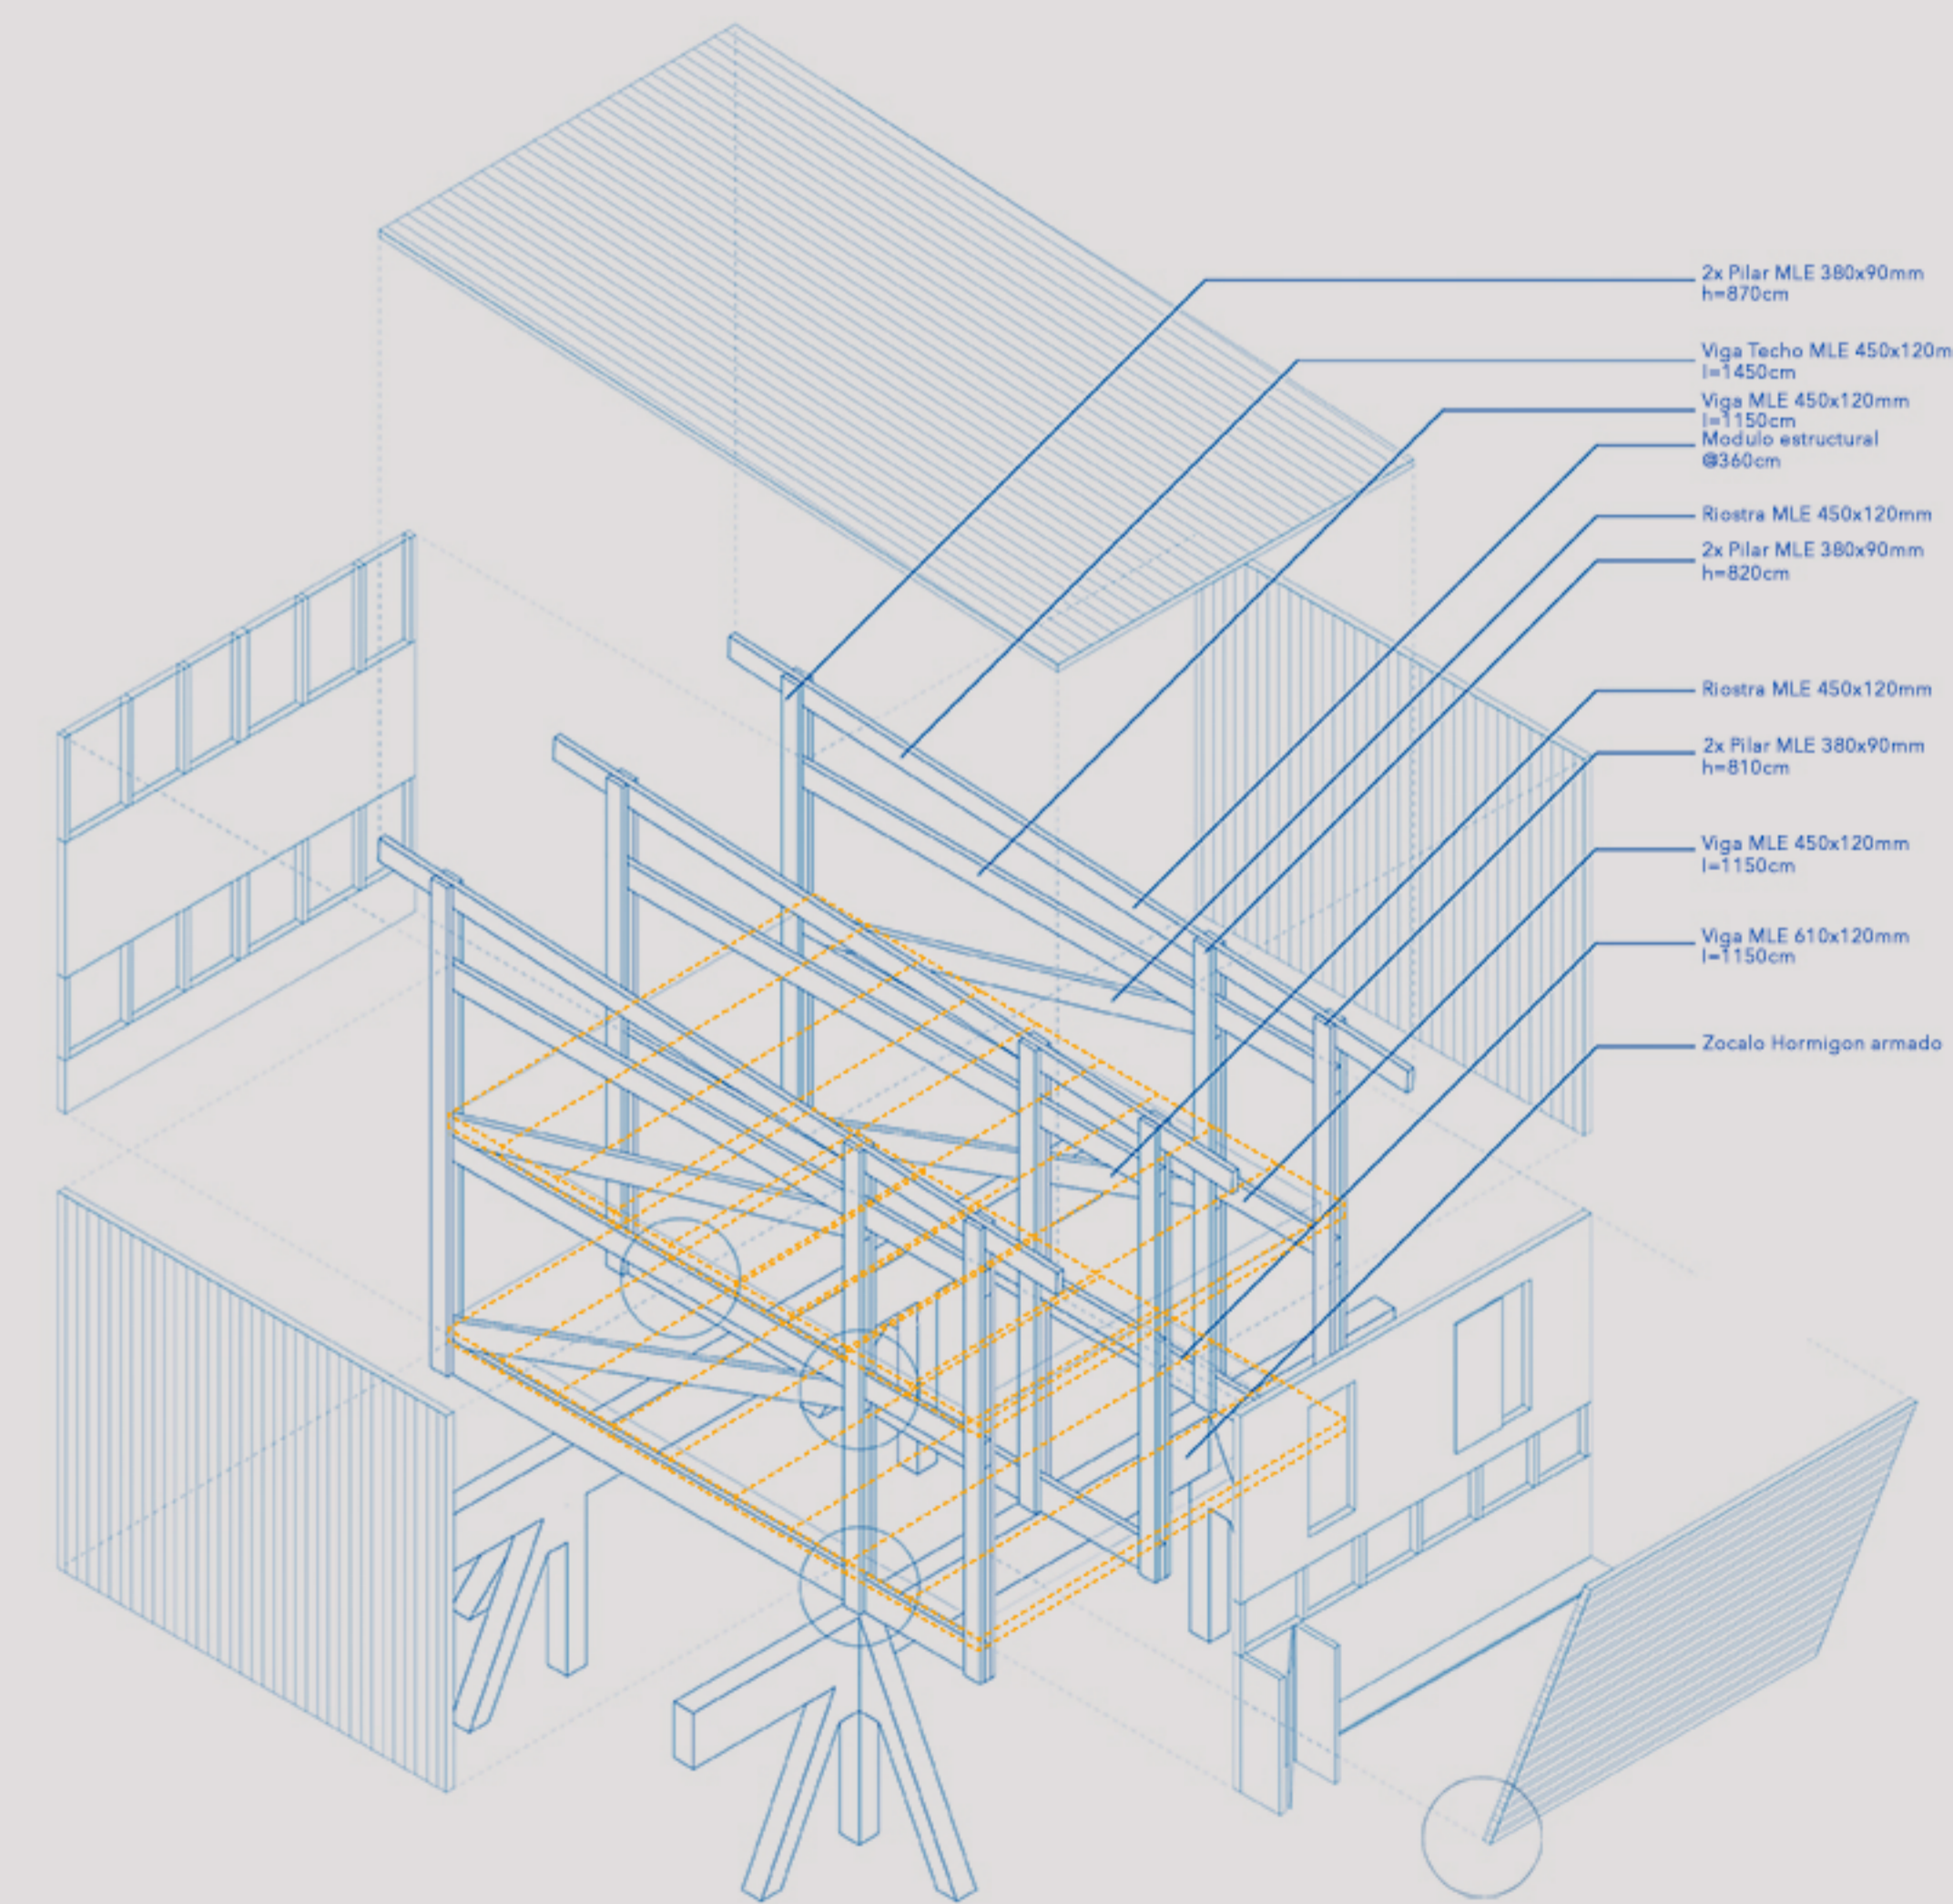 2x Pilar MLE 380x90mm
h=870cm
Viga Techo MLE 450x120m
l=1450cm
Viga MLE 450x120mm
l=1150cm
Modulo estructural
@360cm
Riostra MLE 450x120mm
2x Pilar MLE 380x90mm
h=820cm
Riostra MLE 450x120mm
2x Pilar MLE 380x90mm
h=810cm
Viga MLE 450x120mm
l=1150cm
Viga MLE 610x120mm
l=1150cm
Zocalo Hormigon armado